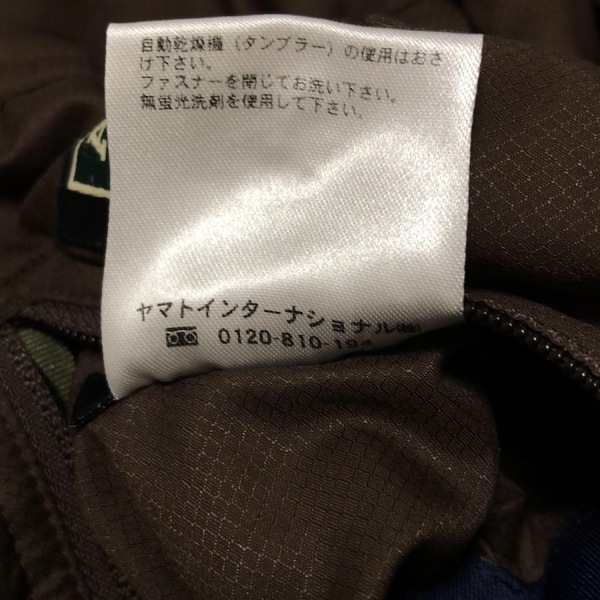 自動乾燥機(タンブラー)の使用はおさ
け下さい。
ファスナーを閉じてお洗い下さい。
無蛍光洗剤を使用して下さい。
ヤマトインターナショナル㈱
0120-810-194